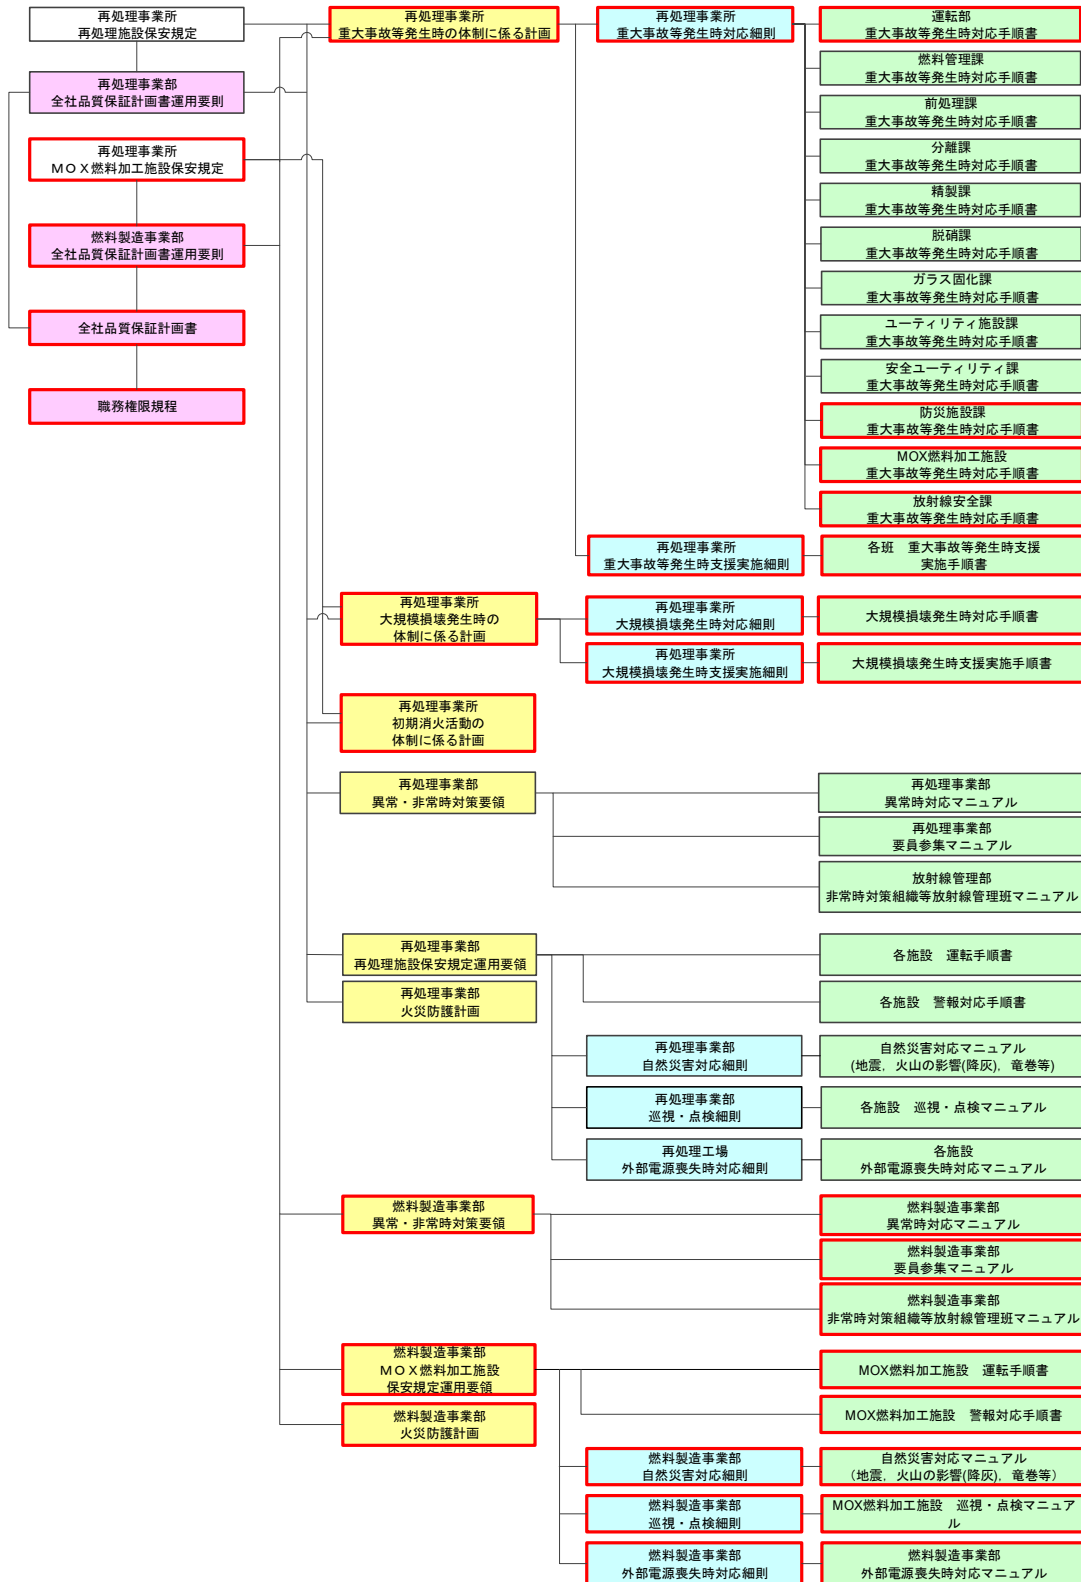 再処理事業所
再処理施設保安規定
再処理事業部
全社品質保証計画書運用要則
再処理事業所
ＭＯＸ燃料加工施設保安規定
燃料製造事業部
全社品質保証計画書運用要則
全社品質保証計画書
職務権限規程
再処理事業所
重大事故等発生時の体制に係る計画
再処理事業所
重大事故等発生時対応細則
運転部
重大事故等発生時対応手順書
燃料管理課
重大事故等発生時対応手順書
前処理課
重大事故等発生時対応手順書
分離課
重大事故等発生時対応手順書
精製課
重大事故等発生時対応手順書
脱硝課
重大事故等発生時対応手順書
ガラス固化課
重大事故等発生時対応手順書
ユーティリティ施設課
重大事故等発生時対応手順書
安全ユーティリティ課
重大事故等発生時対応手順書
防災施設課
重大事故等発生時対応手順書
MOX燃料加工施設
重大事故等発生時対応手順書
放射線安全課
重大事故等発生時対応手順書
再処理事業所
重大事故等発生時支援実施細則
各班　重大事故等発生時支援
実施手順書
再処理事業所
大規模損壊発生時の
体制に係る計画
再処理事業所
大規模損壊発生時対応細則
大規模損壊発生時対応手順書
再処理事業所
大規模損壊発生時支援実施細則
大規模損壊発生時支援実施手順書
再処理事業所
初期消火活動の
体制に係る計画
再処理事業部
異常・非常時対策要領
再処理事業部
異常時対応マニュアル
再処理事業部
要員参集マニュアル
放射線管理部
非常時対策組織等放射線管理班マニュアル
再処理事業部
再処理施設保安規定運用要領
各施設　運転手順書
再処理事業部
火災防護計画
各施設　警報対応手順書
再処理事業部
自然災害対応細則
自然災害対応マニュアル
(地震，火山の影響(降灰)，竜巻等)
再処理事業部
巡視・点検細則
各施設　巡視・点検マニュアル
再処理工場
外部電源喪失時対応細則
各施設
外部電源喪失時対応マニュアル
燃料製造事業部
異常・非常時対策要領
燃料製造事業部
異常時対応マニュアル
燃料製造事業部
要員参集マニュアル
燃料製造事業部
非常時対策組織等放射線管理班マニュアル
燃料製造事業部
ＭＯＸ燃料加工施設
保安規定運用要領
MOX燃料加工施設　運転手順書
燃料製造事業部
火災防護計画
MOX燃料加工施設　警報対応手順書
燃料製造事業部
自然災害対応細則
自然災害対応マニュアル
（地震，火山の影響(降灰)，竜巻等）
燃料製造事業部
巡視・点検細則
MOX燃料加工施設　巡視・点検マニュア
ル
燃料製造事業部
外部電源喪失時対応細則
燃料製造事業部
外部電源喪失時対応マニュアル